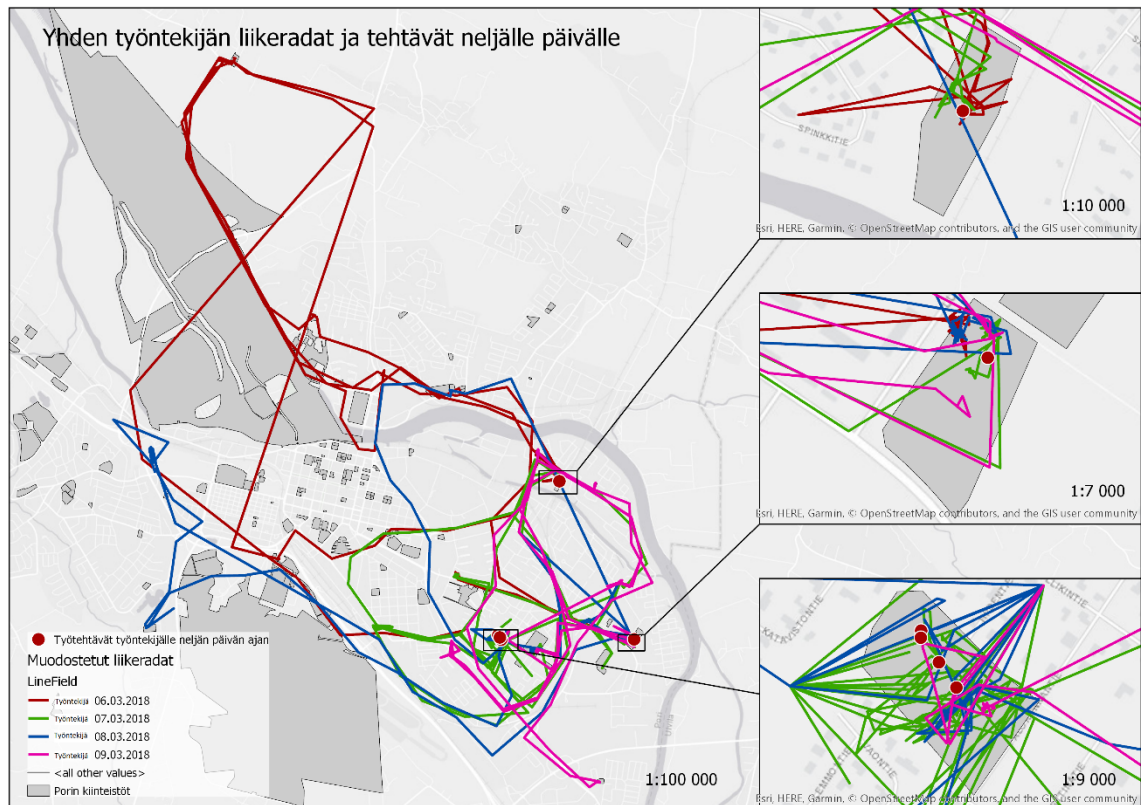 Yhden työntekijän liikeradat ja tehtävät neljälle päivälle
SPINKKITIE
1:10 000
Esri, HERE, Garmin, © OpenStreetMap contributors, and the GIS user community
1:7 000
Esri, HERE, Garmin, © OpenStreetMap contributors, and the GIS user community
KATAVISTONTIE
1:9 000
Esri, HERE, Garmin, © OpenStreetMap contributors, and the GIS user community
Työtehtävät työntekijälle neljän päivän ajan
Muodostetut liikeradat
LineField
Työntekijä 06.03.2018
Työntekijä 07.03.2018
Työntekijä 08.03.2018
Työntekijä 09.03.2018
<all other values>
Porin kiinteistöt
1:100 000